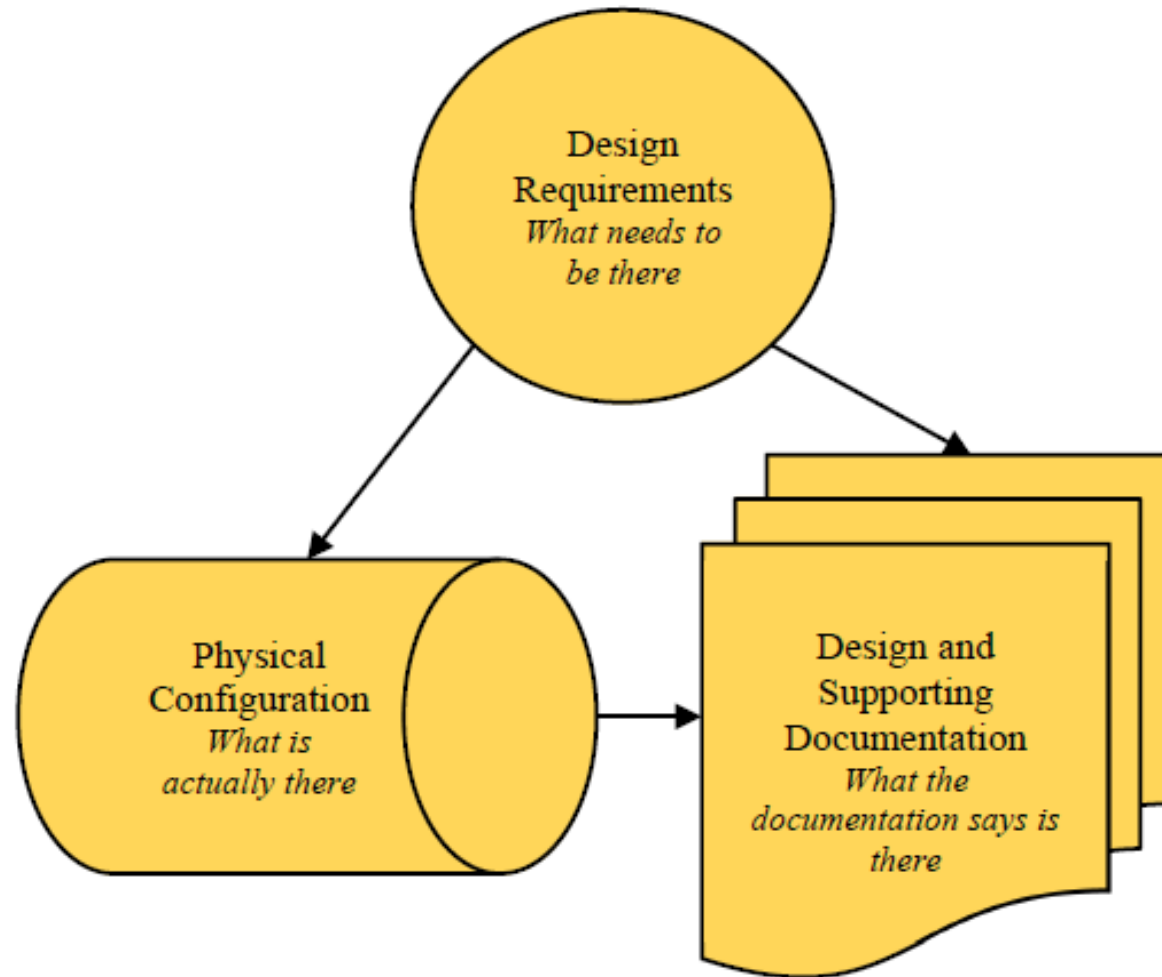 Design
Requirements
What needs to
be there
Physical
Configuration
What is
actually there
Design and
Supporting
Documentation
What the
documentation says is
there